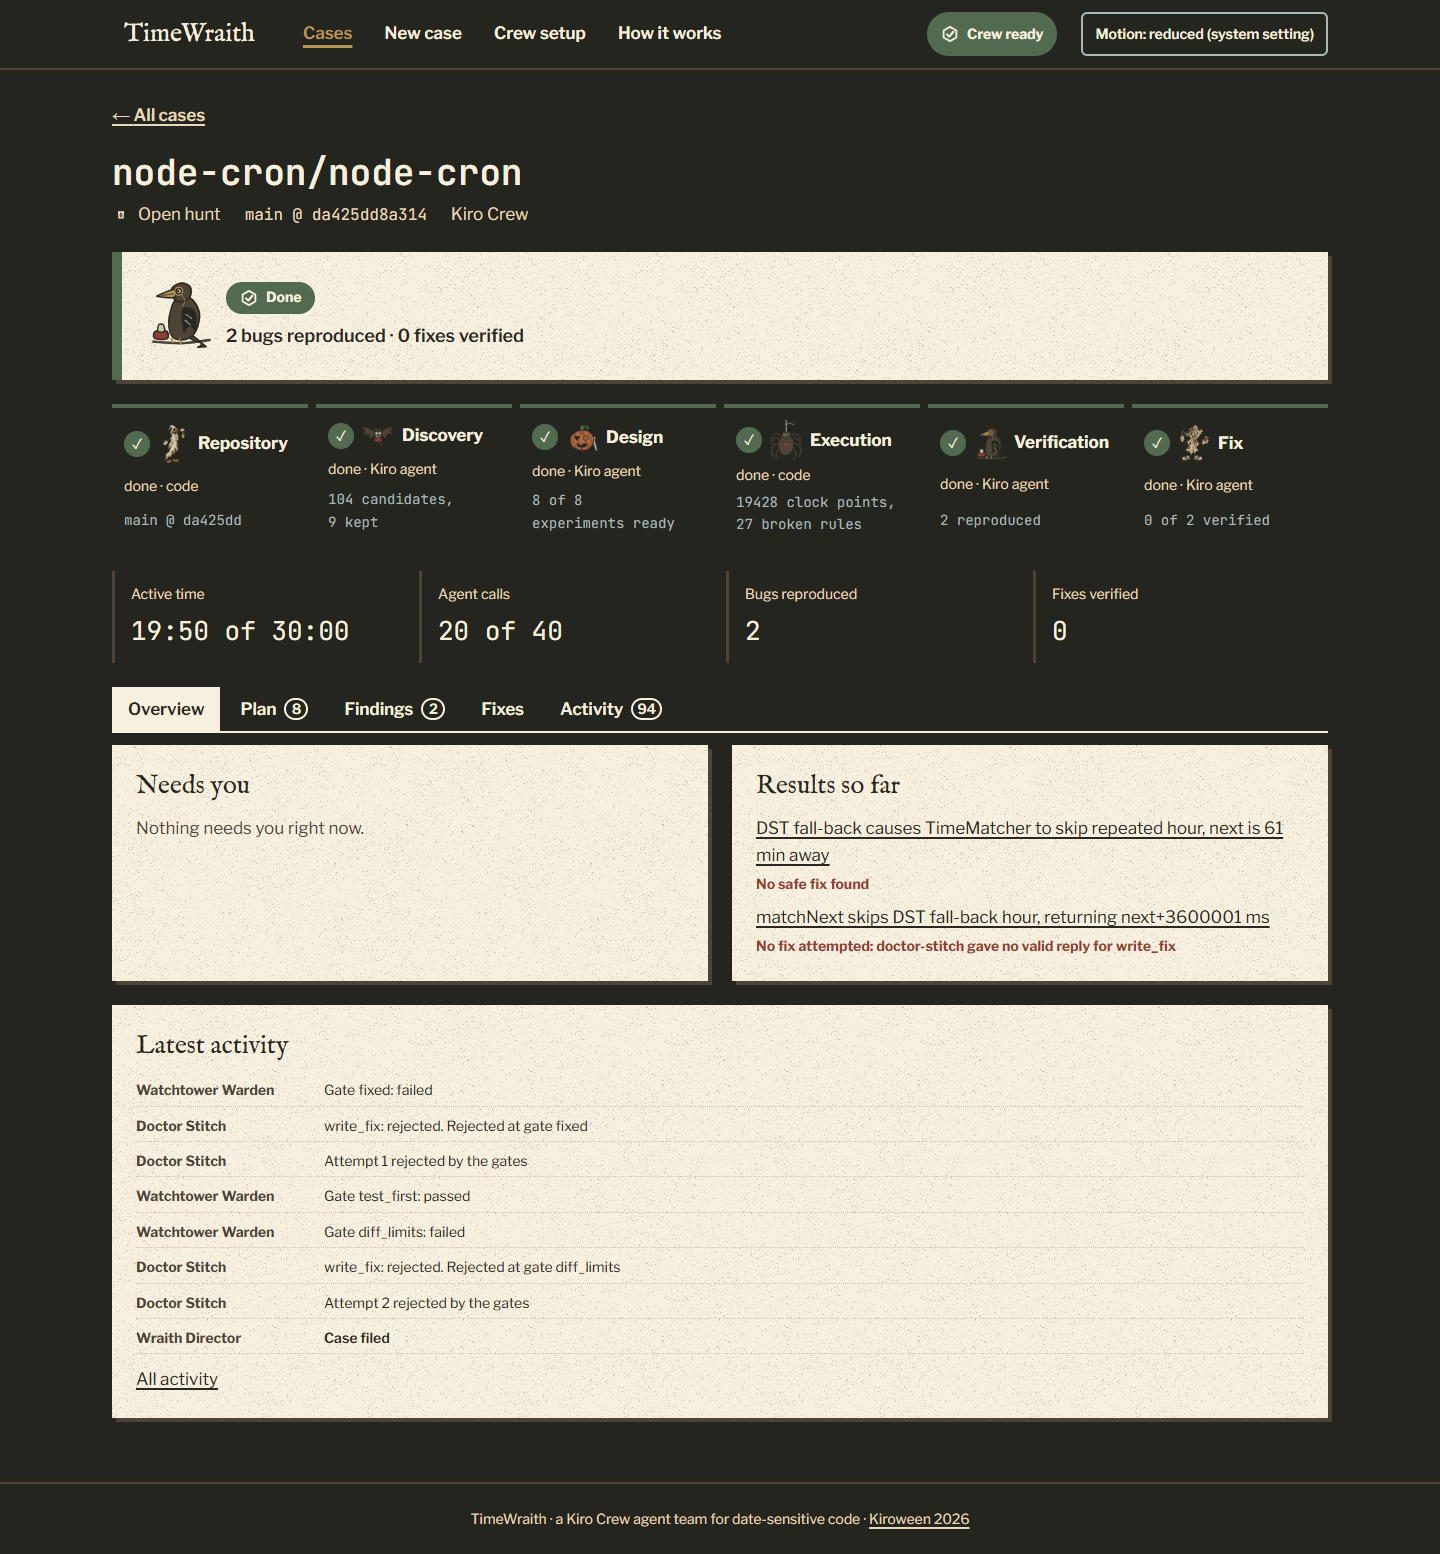 TimeWraith
Cases
New case
Crew setup
How it works
Crew ready
Motion: reduced (system setting)
← All cases
node-cron/node-cron
Open hunt
main @ da425dd8a314
Kiro Crew
Done
2 bugs reproduced · 0 fixes verified
Repository
done · code
main @ da425dd
Discovery
done · Kiro agent
104 candidates,
9 kept
Design
done · Kiro agent
8 of 8
experiments ready
Execution
done · code
19428 clock points,
27 broken rules
Verification
done · Kiro agent
2 reproduced
Fix
done · Kiro agent
0 of 2 verified
Active time
19:50 of 30:00
Agent calls
20 of 40
Bugs reproduced
2
Fixes verified
0
Overview
Plan 8
Findings 2
Fixes
Activity 94
Needs you
Nothing needs you right now.
Results so far
DST fall-back causes TimeMatcher to skip repeated hour, next is 61
min away
No safe fix found
matchNext skips DST fall-back hour, returning next+3600001 ms
No fix attempted: doctor-stitch gave no valid reply for write_fix
Latest activity
Watchtower Warden Gate fixed: failed
Doctor Stitch write_fix: rejected. Rejected at gate fixed
Doctor Stitch Attempt 1 rejected by the gates
Watchtower Warden Gate test_first: passed
Watchtower Warden Gate diff_limits: failed
Doctor Stitch write_fix: rejected. Rejected at gate diff_limits
Doctor Stitch Attempt 2 rejected by the gates
Wraith Director Case filed
All activity
TimeWraith · a Kiro Crew agent team for date-sensitive code · Kiroween 2026